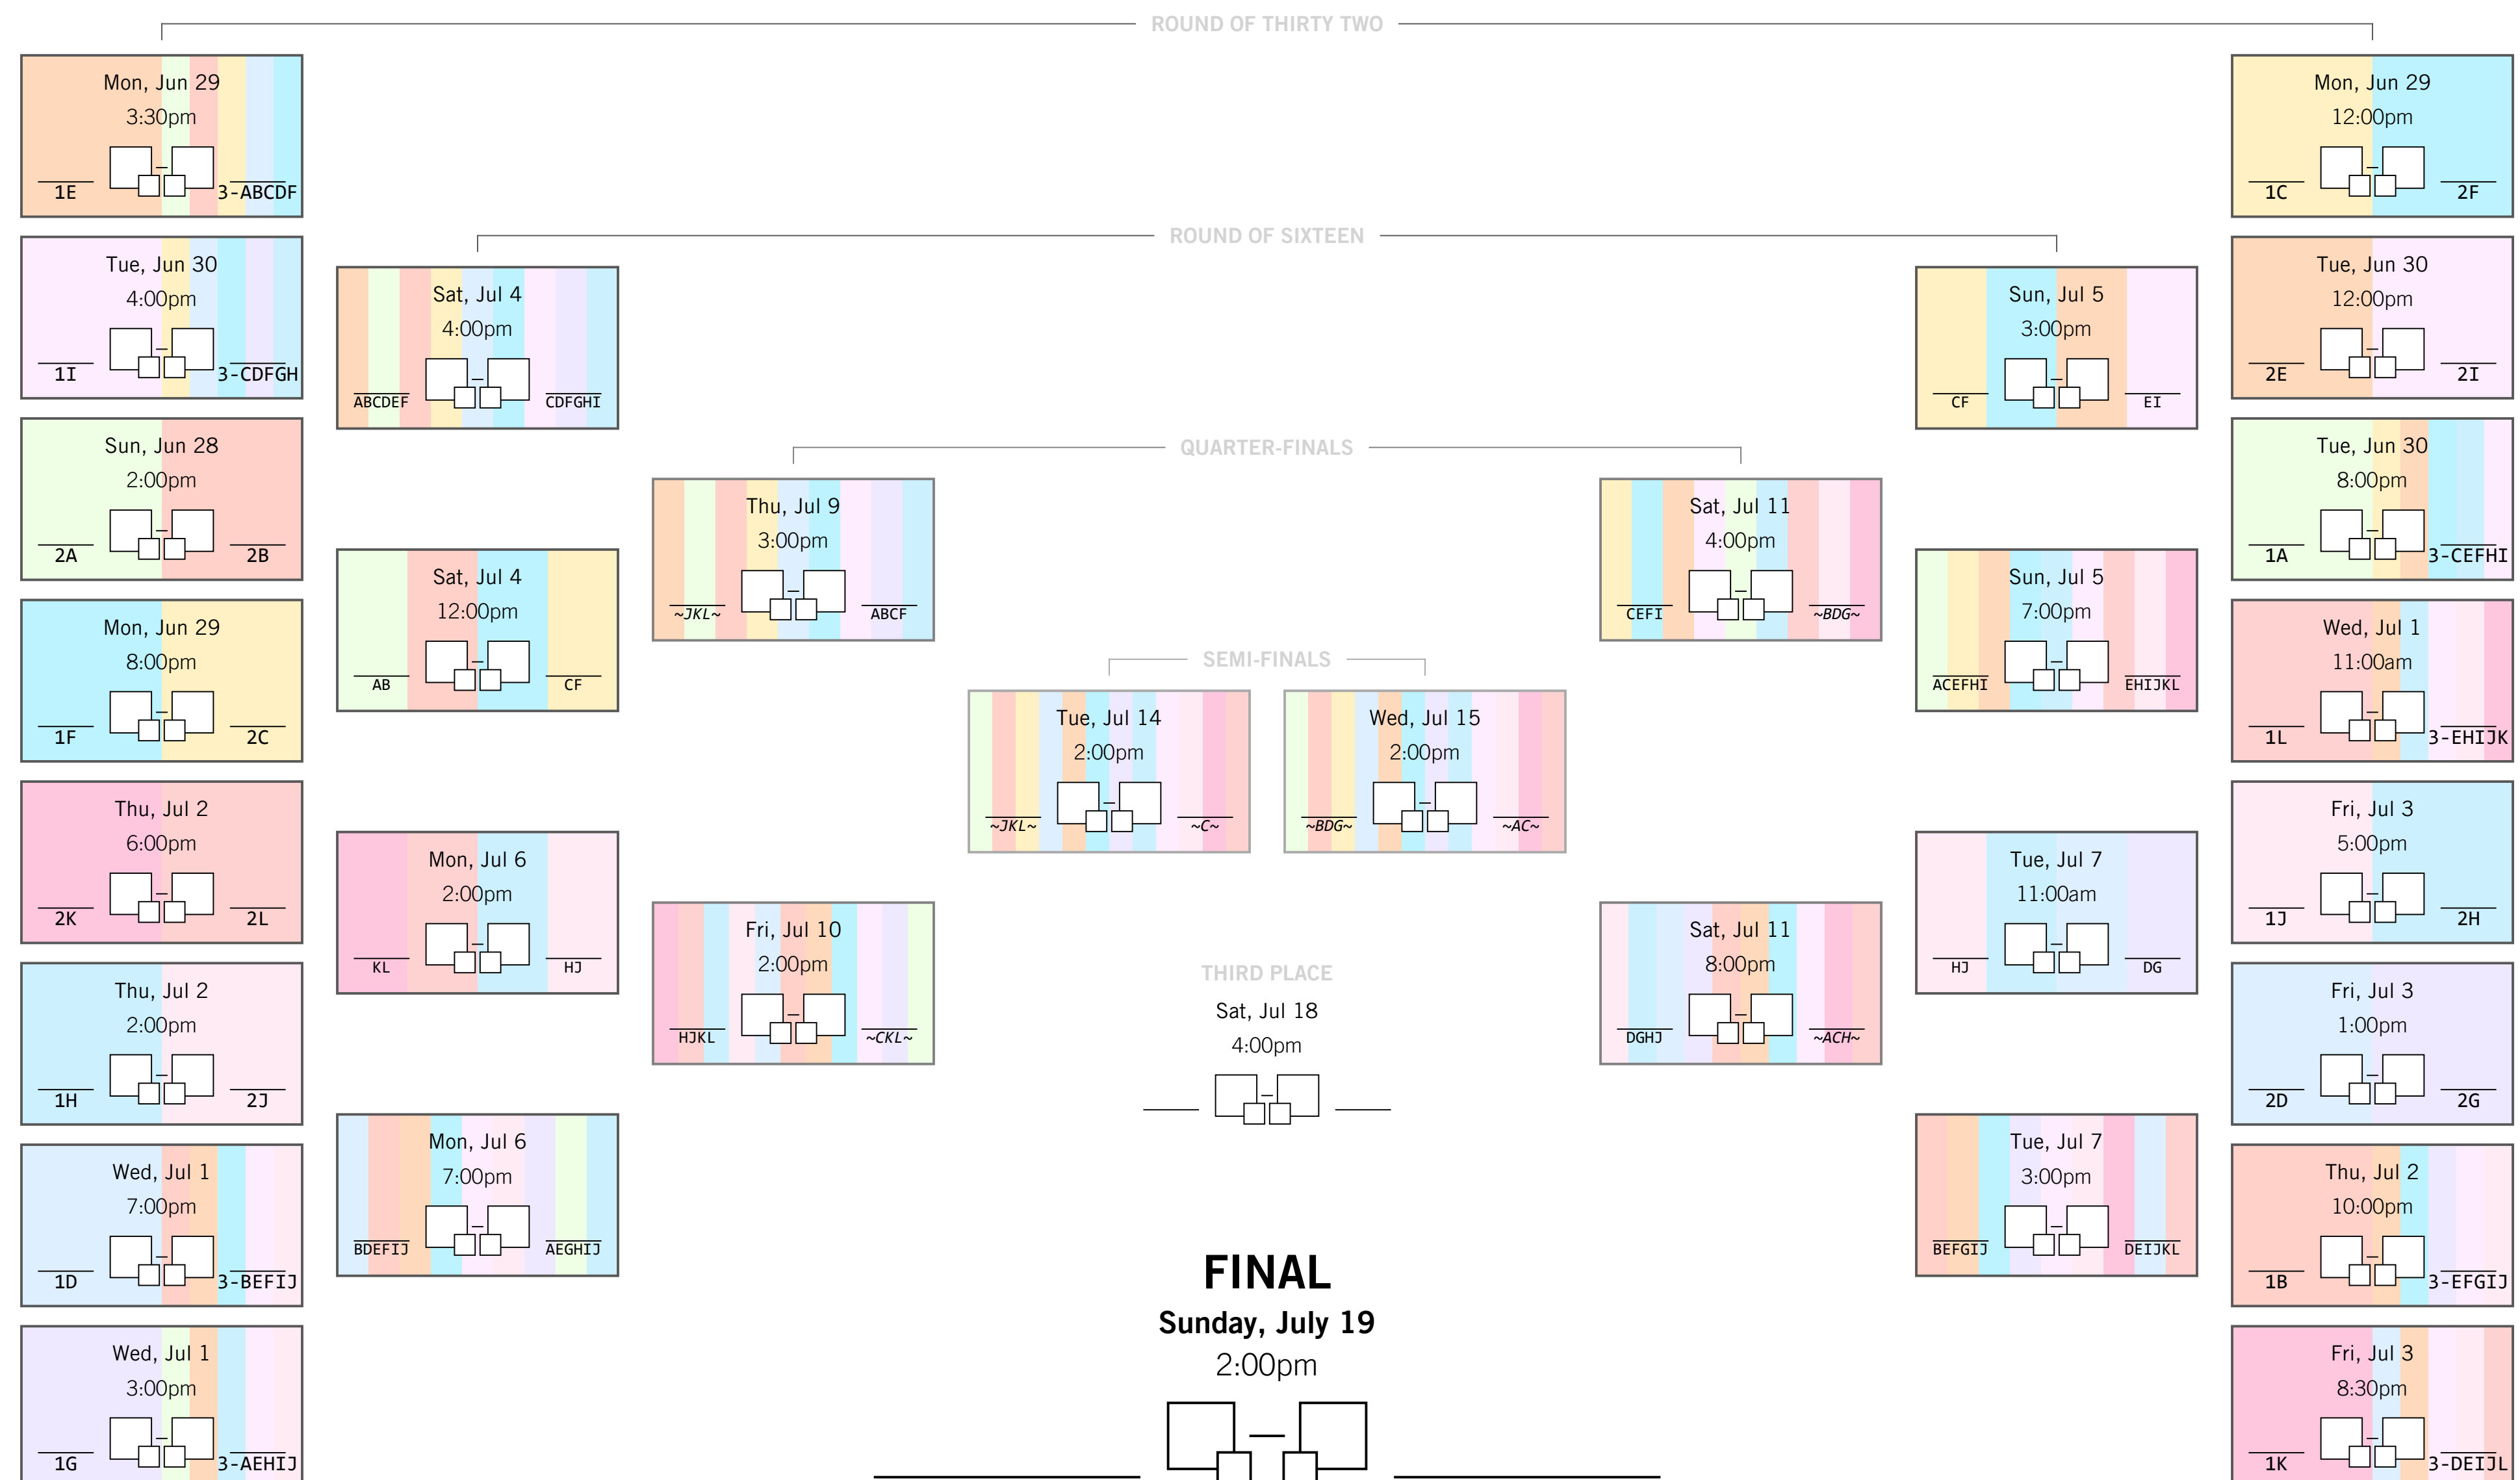 ROUND OF THIRTY TWO
Mon, Jun 29
3:30pm
1E
3-ABCDF
Tue, Jun 30
4:00pm
1I
3-CDFGH
Sun, Jun 28
2:00pm
2A
2B
Mon, Jun 29
8:00pm
1F
2C
Thu, Jul 2
6:00pm
2K
2L
Thu, Jul 2
2:00pm
1H
2J
Wed, Jul 1
7:00pm
1D
3-BEFIJ
Wed, Jul 1
3:00pm
1G
3-AEHIJ
ROUND OF SIXTEEN
Sat, Jul 4
4:00pm
ABCDEF
CDFGHI
Sat, Jul 4
12:00pm
AB
CF
Mon, Jul 6
2:00pm
KL
HJ
Mon, Jul 6
7:00pm
BDEFIJ
AEGHIJ
QUARTER-FINALS
Thu, Jul 9
3:00pm
~JKL~
ABCF
Fri, Jul 10
2:00pm
HJKL
~CKL~
SEMI-FINALS
Tue, Jul 14
2:00pm
~JKL~
~C~
Wed, Jul 15
2:00pm
~BDG~
~AC~
THIRD PLACE
Sat, Jul 18
4:00pm
FINAL
Sunday, July 19
2:00pm
Sat, Jul 11
4:00pm
CEFI
~BDG~
Sat, Jul 11
8:00pm
DGHJ
~ACH~
Sun, Jul 5
3:00pm
CF
EI
Sun, Jul 5
7:00pm
ACEFHI
EHIJKL
Tue, Jul 7
11:00am
HJ
DG
Tue, Jul 7
3:00pm
BEFGIJ
DEIJKL
Mon, Jun 29
12:00pm
1C
2F
Tue, Jun 30
12:00pm
2E
2I
Tue, Jun 30
8:00pm
1A
3-CEFHI
Wed, Jul 1
11:00am
1L
3-EHIJK
Fri, Jul 3
5:00pm
1J
2H
Fri, Jul 3
1:00pm
2D
2G
Thu, Jul 2
10:00pm
1B
3-EFGIJ
Fri, Jul 3
8:30pm
1K
3-DEIJL